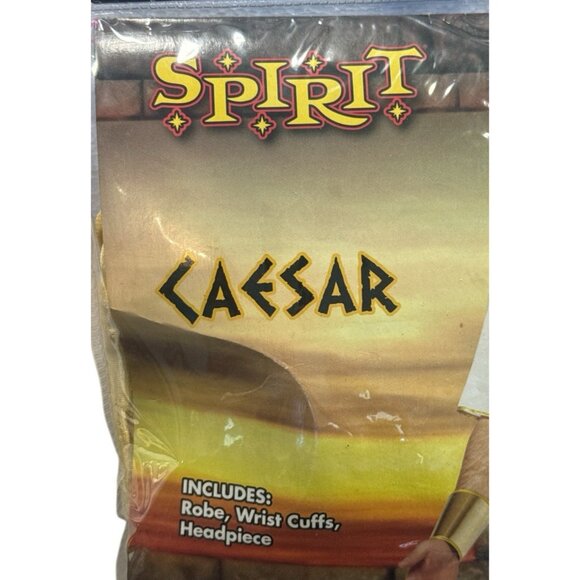 SPIRIT
CAESAR
INCLUDES:
Robe, Wrist Cuffs,
Headpiece